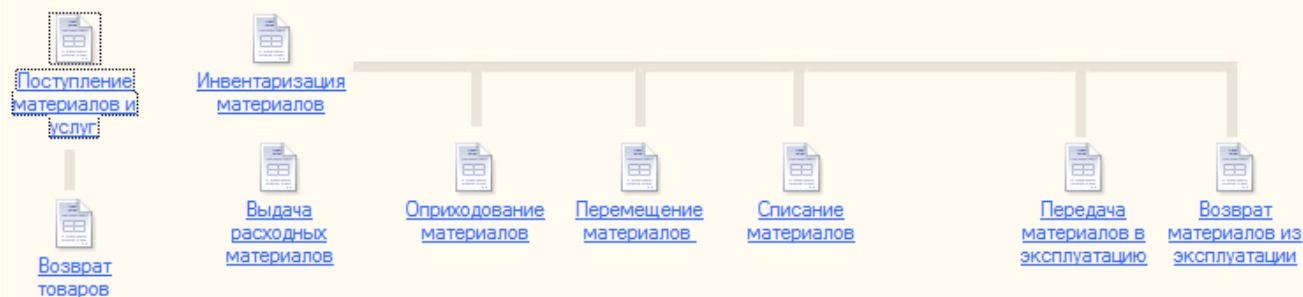 Поступление
материалов и
услуг
Инвентаризация
материалов
Выдача
расходных
материалов
Оприходование
материалов
Перемещение
материалов
Списание
материалов
Передача
материалов в
эксплуатацию
Возврат
материалов из
эксплуатации
Возврат
товаров